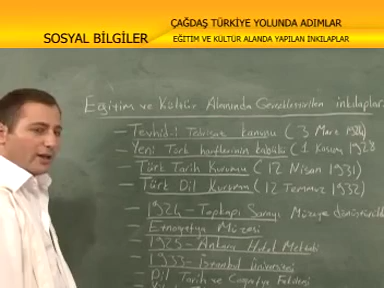 ÇAĞDAŞ TÜRKİYE YOLUNDA ADIMLAR
SOSYAL BİLGİLER
EĞİTİM VE KÜLTÜR ALANDA YAPILAN İNKILAPLAR
Eğitim ve Kültür Alanında Gerçekleştirilen inkılaplar
- Tevhid-i Tedrisat kanunu (3 Mart 1924)
- Yeni Türk harflerinin kabülü (1 Kasım 1928
- Türk Tarih Kurumu (12 Nisan 1931)
- Türk Dil Kurumu (12 Temmuz 1932)
- 1924 - Topkapı Sarayı Müzeye
- Etnografya Müzesi
- 1925 - Ankara Hukuk Mektebi
- 1933 - İstanbul Üniversitesi
- Dil Tarih ve Coğrafya Fakültesi